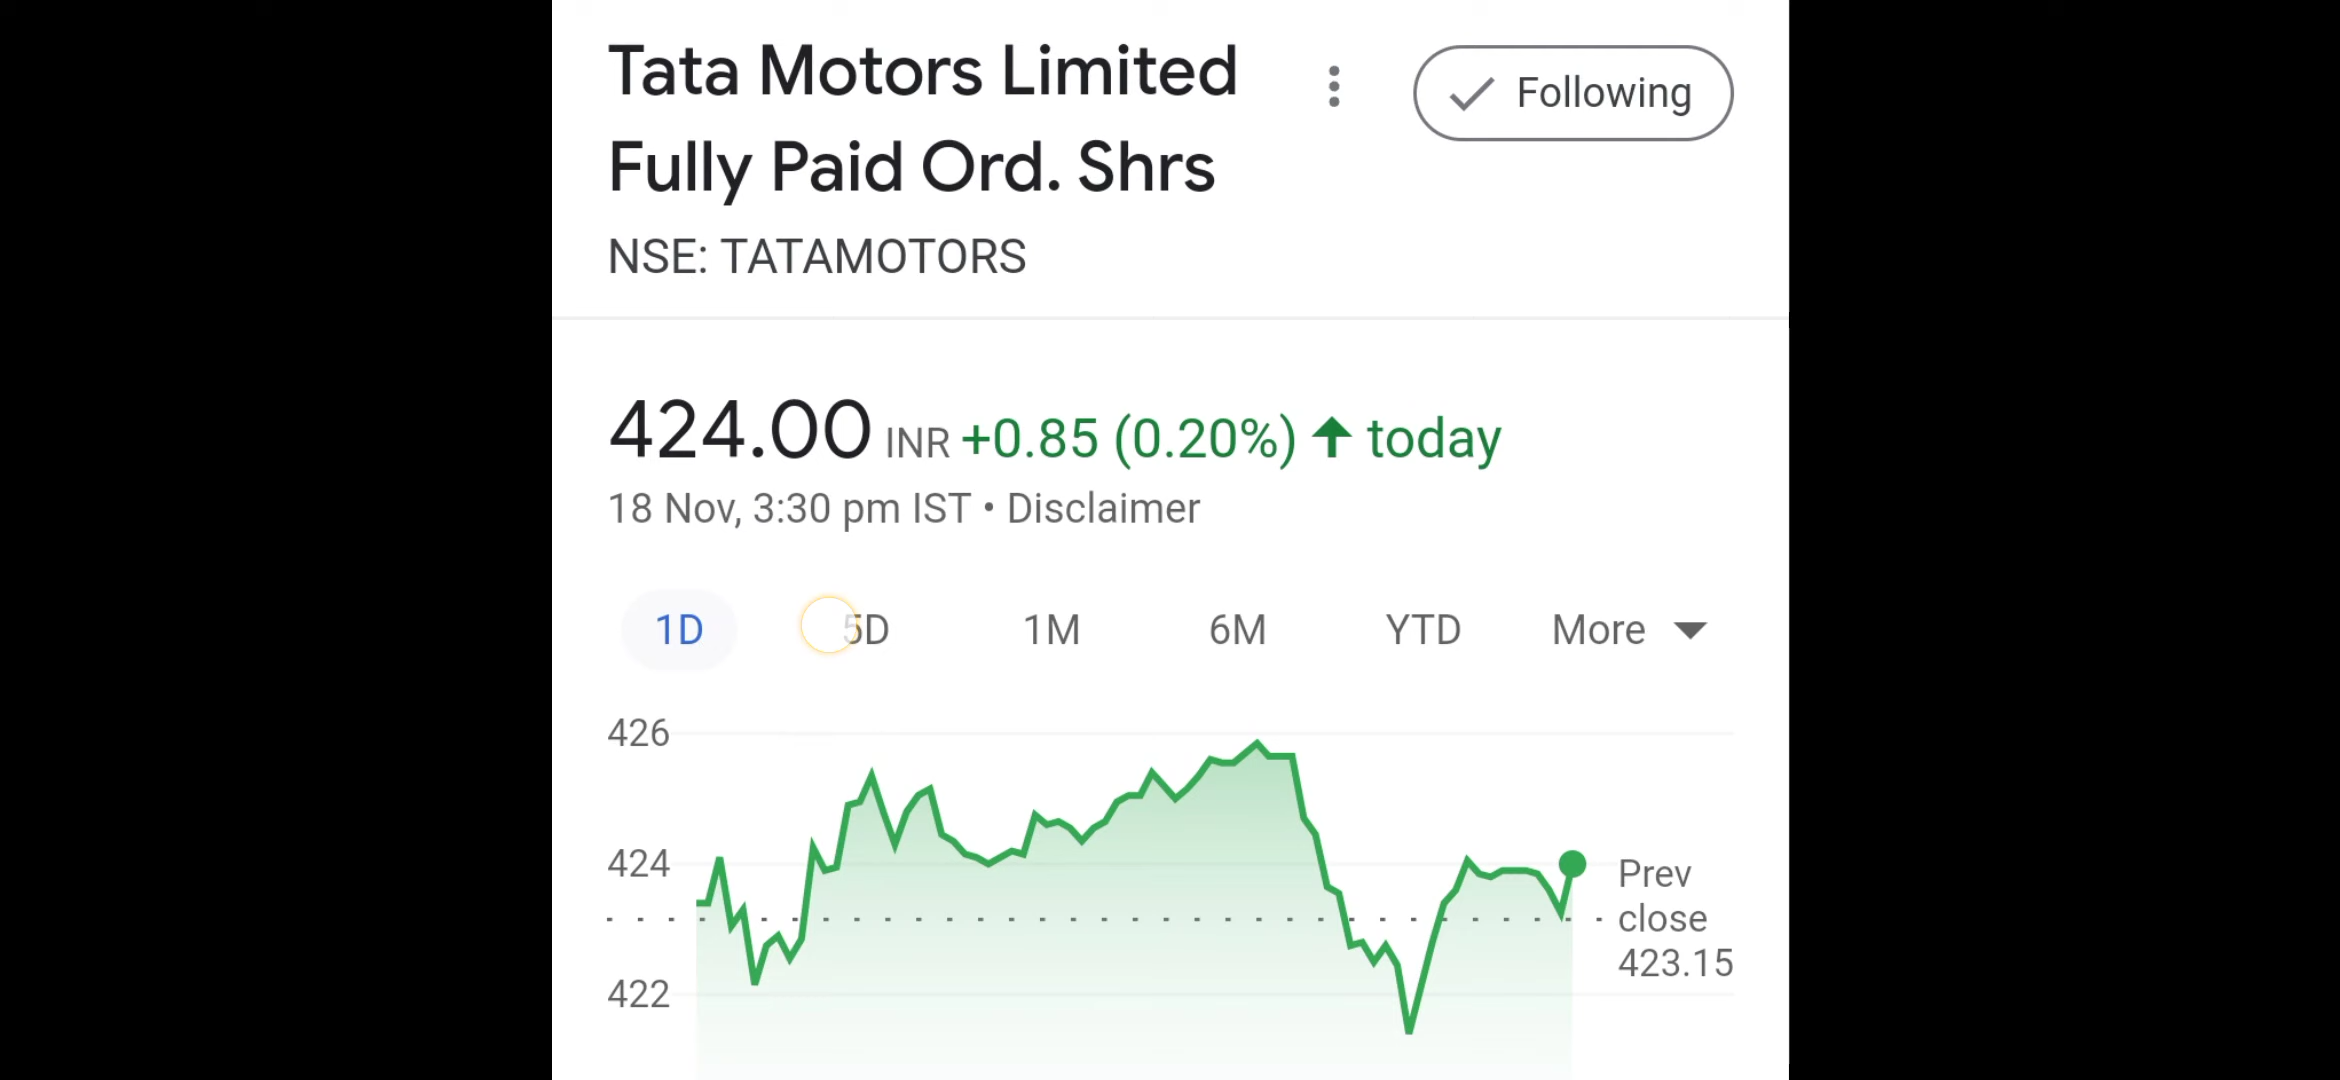 Tata Motors Limited
Fully Paid Ord. Shrs
Following
NSE: TATAMOTORS
424.00 INR +0.85 (0.20%) ↑ today
18 Nov, 3:30 pm IST • Disclaimer
1D 5D 1M 6M YTD More
426
424
422
Prev
close
423.15